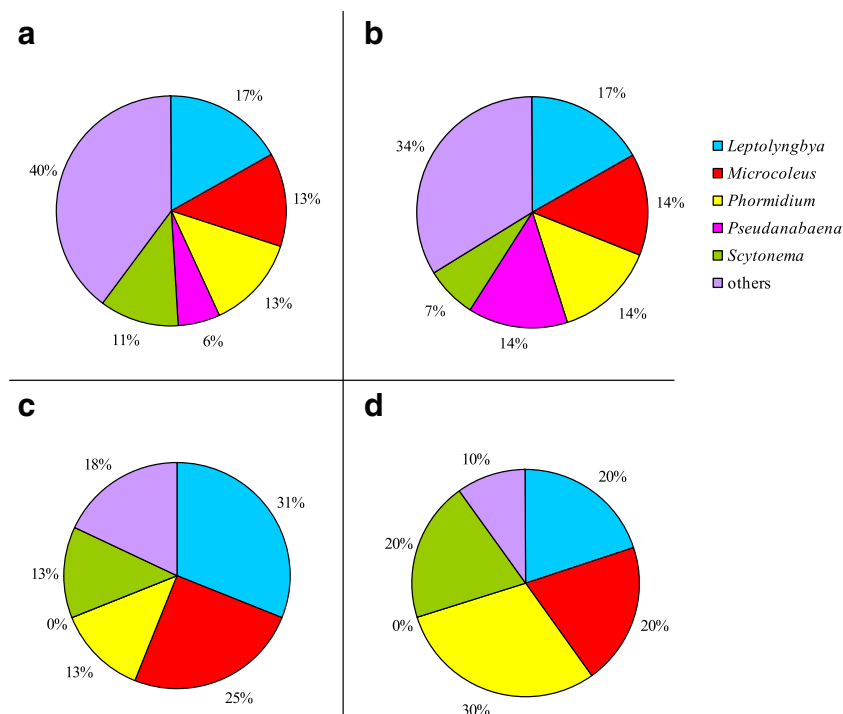 a
17%
13%
13%
6%
11%
40%
b
17%
14%
14%
14%
7%
34%
Leptolyngbya
Microcoleus
Phormidium
Pseudanabaena
Scytonema
others
c
31%
25%
13%
0%
13%
18%
d
20%
20%
30%
0%
20%
10%